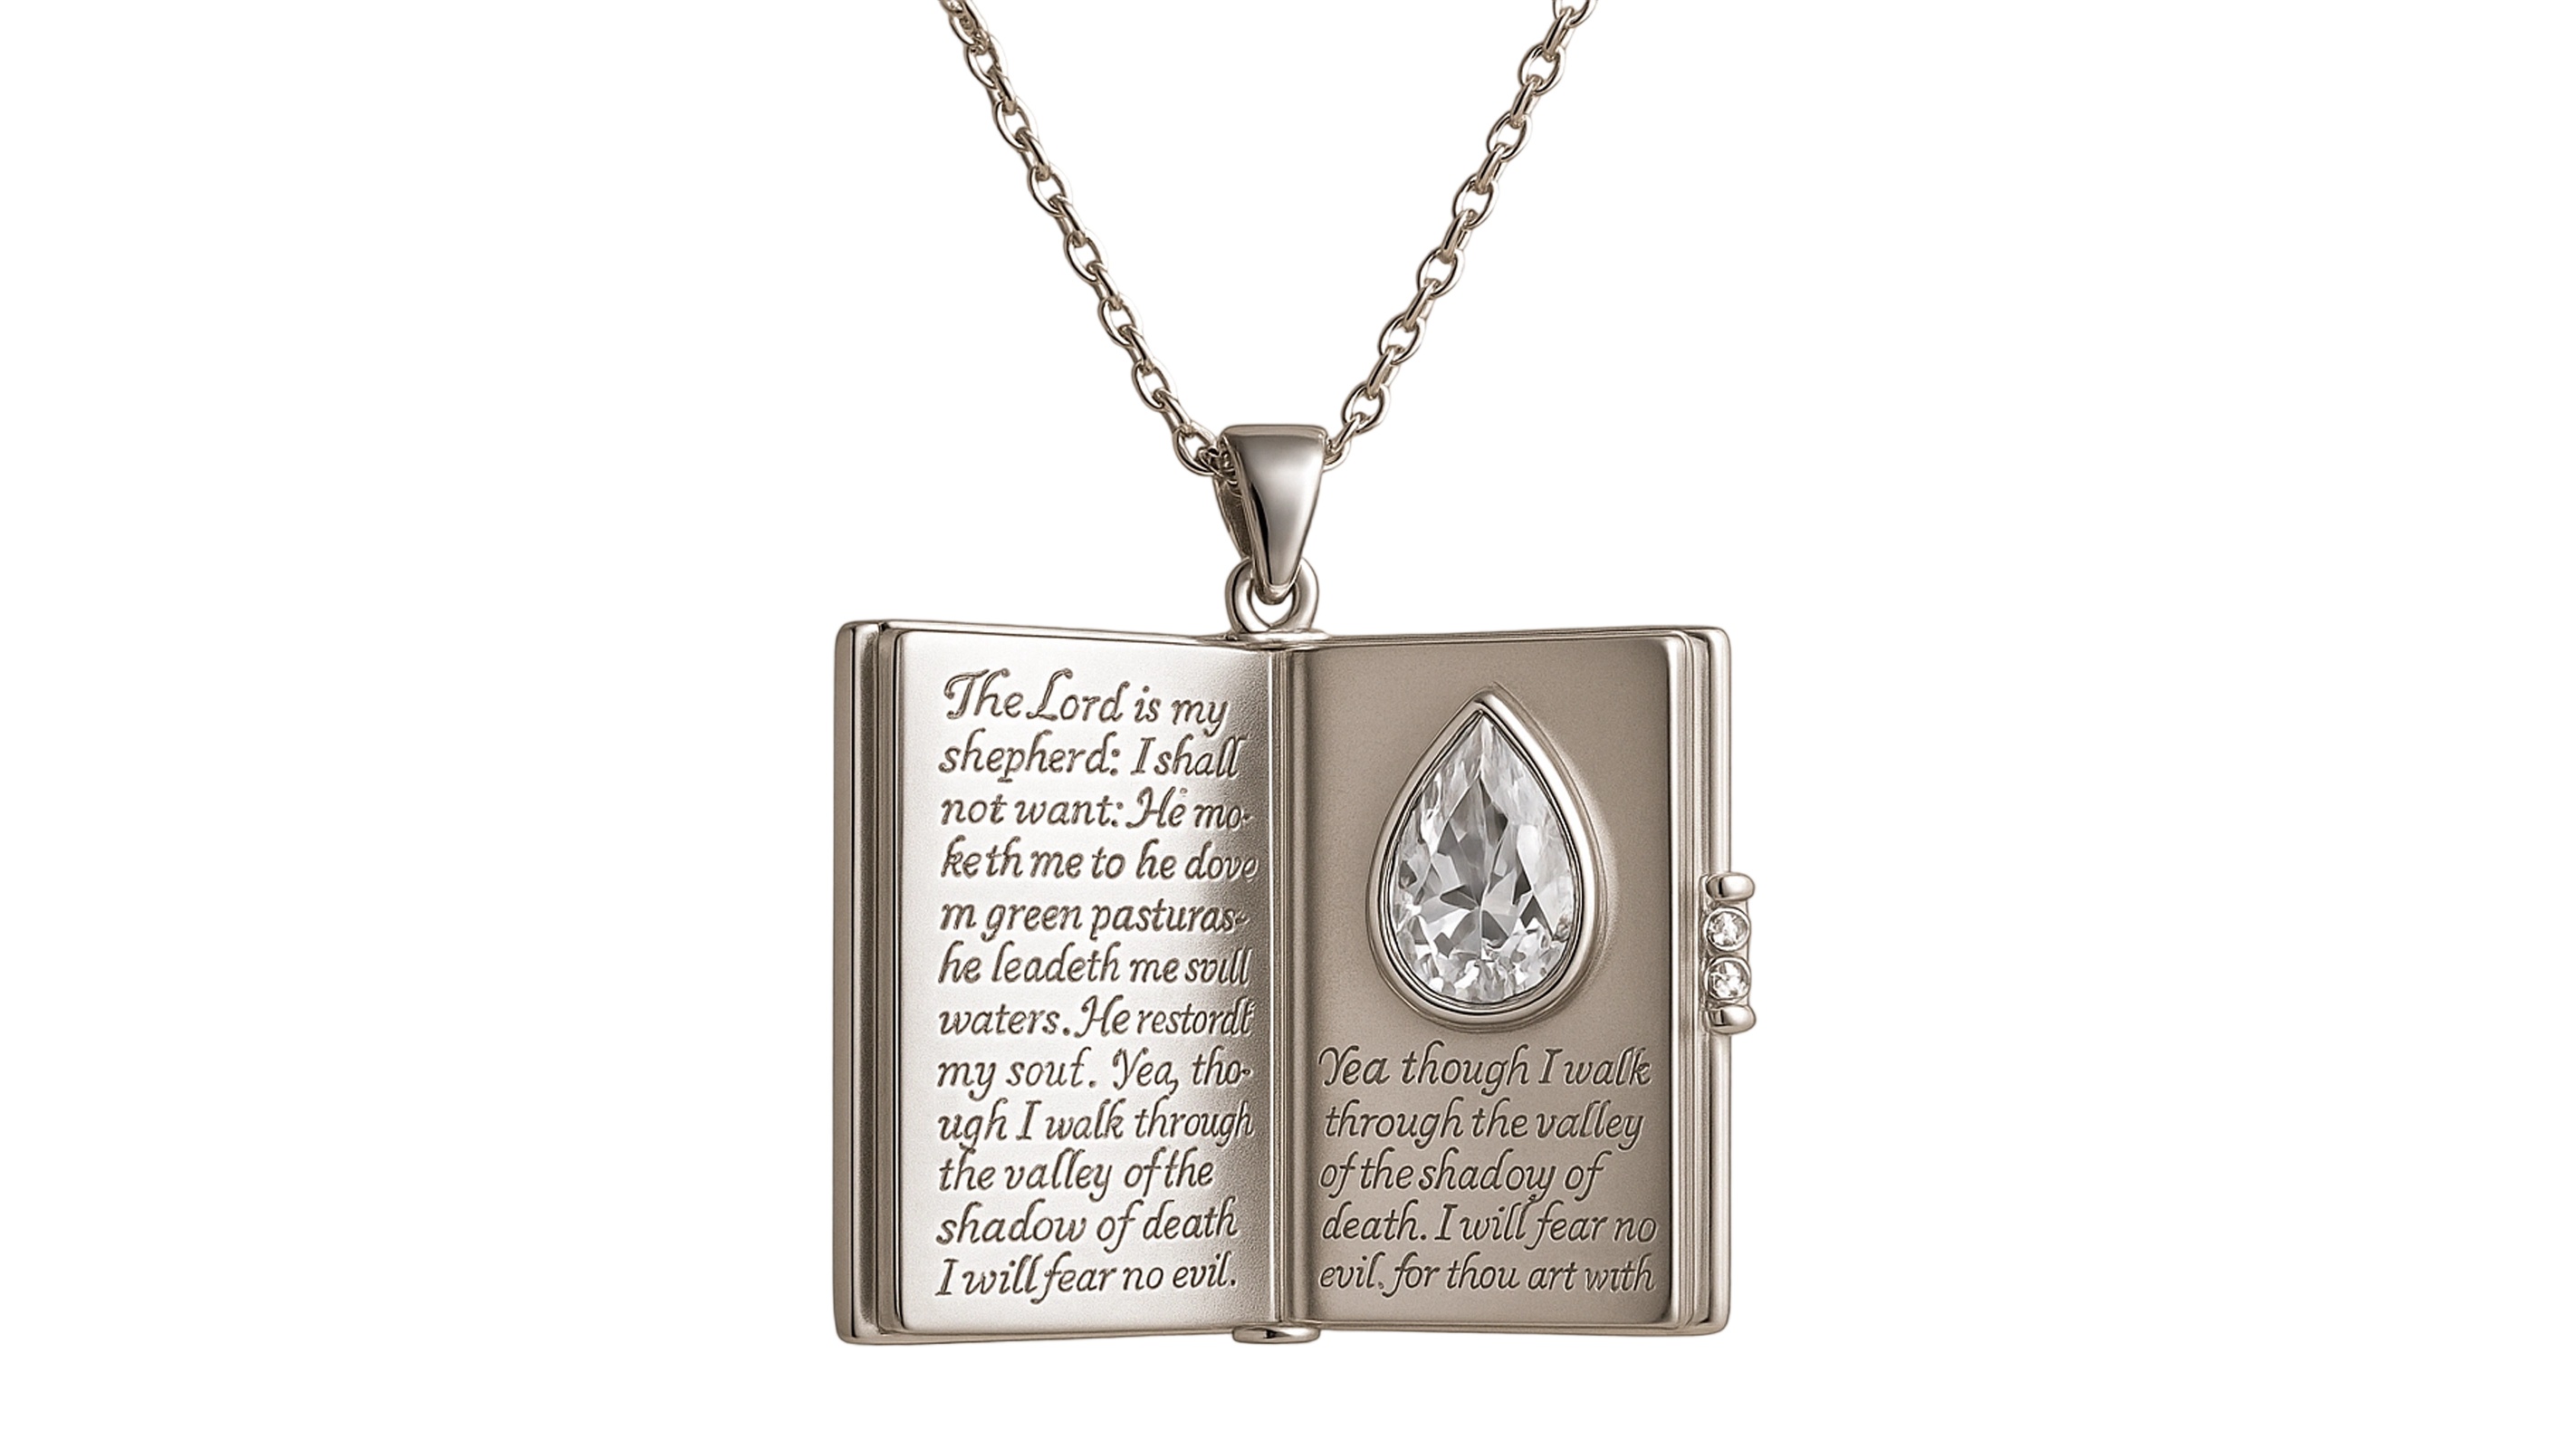 The Lord is my
shepherd: I shall
not want: He mo-
keth me to he dove
m green pasturas-
he leadeth me svill
waters. He restordt
my souf. Yea, tho-
ugh I walk through
the valley of the
shadow of death
I will fear no evil.
Yea though I walk
through the valley
of the shadowy of
death. I will fear no
evil. for thou art with